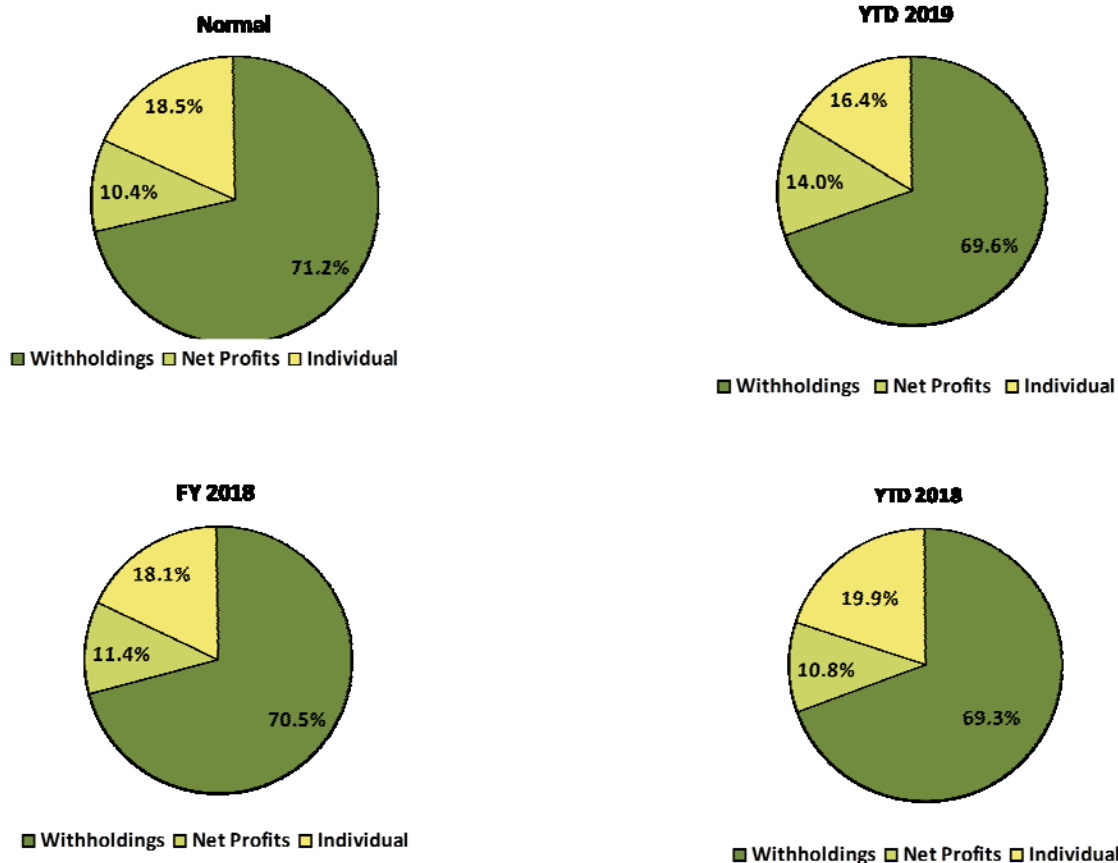 Normal
18.5%
10.4%
71.2%
Withholdings Net Profits Individual
YTD 2019
16.4%
14.0%
69.6%
Withholdings Net Profits Individual
FY 2018
18.1%
11.4%
70.5%
Withholdings Net Profits Individual
YTD 2018
19.9%
10.8%
69.3%
Withholdings Net Profits Individual